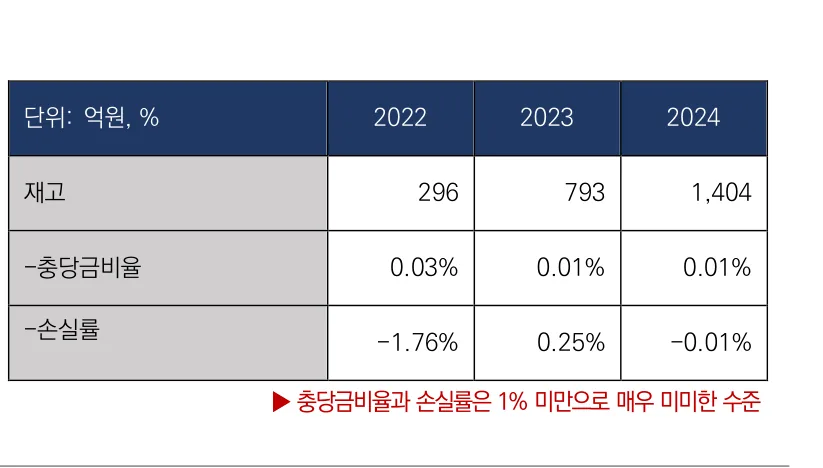 단위: 억원, % 2022 2023 2024
재고 296 793 1,404
-충당금비율 0.03% 0.01% 0.01%
-손실률 -1.76% 0.25% -0.01%
▶ 충당금비율과 손실률은 1% 미만으로 매우 미미한 수준